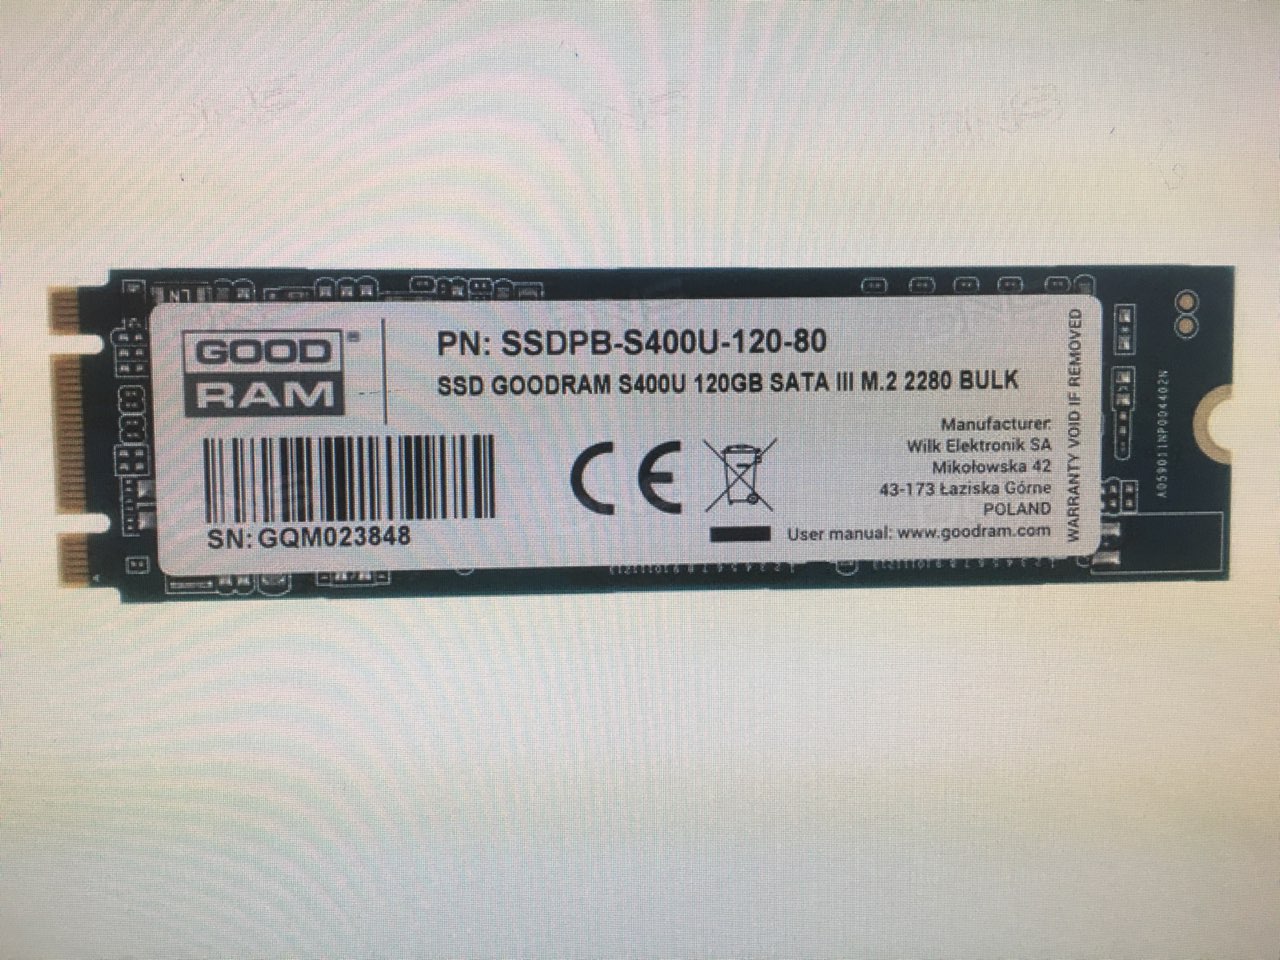 GOOD
RAM
PN: SSDPB-S400U-120-80
SSD GOODRAM S400U 120GB SATA III M.2 2280 BULK
SN: GQM023848
Manufacturer:
Wilk Elektronik SA
Mikołowska 42
43-173 Łaziska Górne
POLAND
User manual: www.goodram.com
WARRANTY VOID IF REMOVED
A059011NP004402N